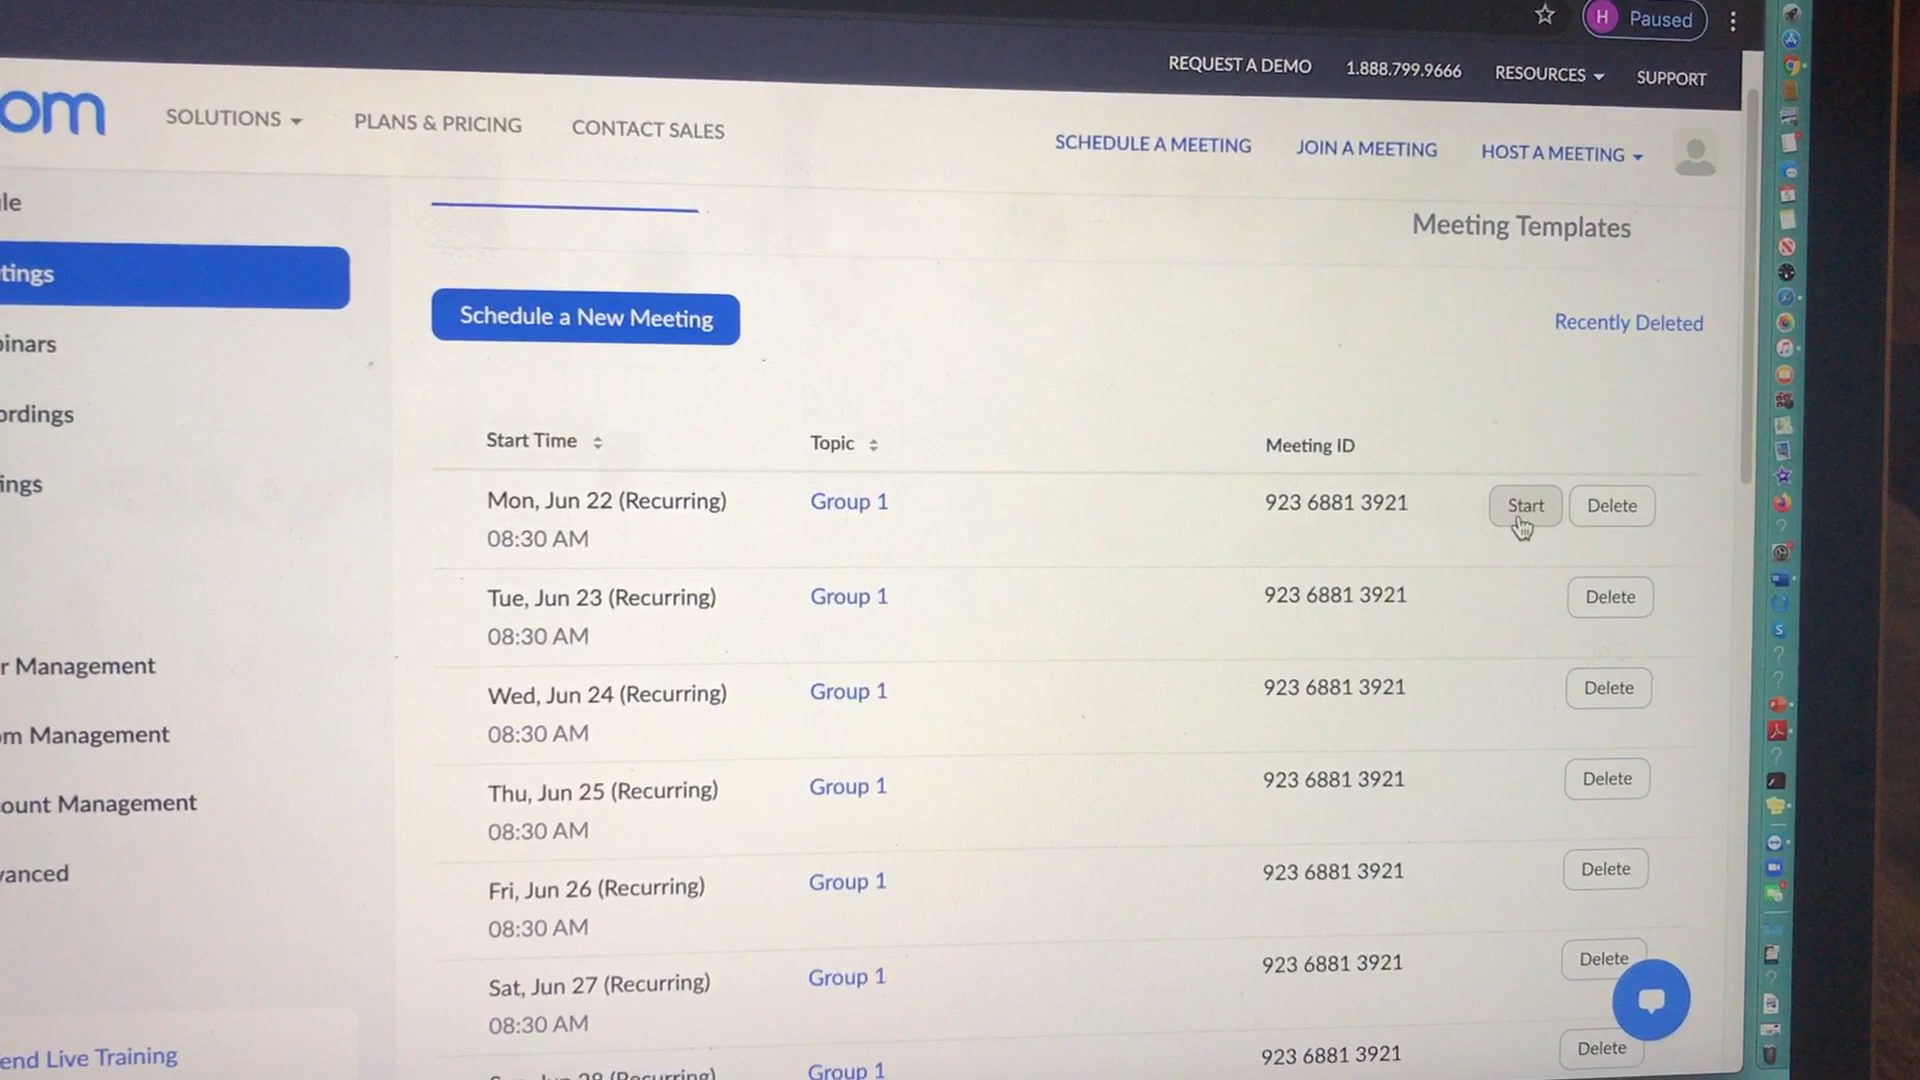 H Paused
REQUEST A DEMO 1.888.799.9666 RESOURCES SUPPORT
om SOLUTIONS PLANS & PRICING CONTACT SALES SCHEDULE A MEETING JOIN A MEETING HOST A MEETING
le
Meeting Templates
tings
Schedule a New Meeting Recently Deleted
inars
ordings
ings
r Management
om Management
ount Management
vanced
end Live Training
Start Time Topic Meeting ID
Mon, Jun 22 (Recurring) Group 1 923 6881 3921 Start Delete
08:30 AM
Tue, Jun 23 (Recurring) Group 1 923 6881 3921 Delete
08:30 AM
Wed, Jun 24 (Recurring) Group 1 923 6881 3921 Delete
08:30 AM
Thu, Jun 25 (Recurring) Group 1 923 6881 3921 Delete
08:30 AM
Fri, Jun 26 (Recurring) Group 1 923 6881 3921 Delete
08:30 AM
Sat, Jun 27 (Recurring) Group 1 923 6881 3921 Delete
08:30 AM
Sun, Jun 28 (Recurring) Group 1 923 6881 3921 Delete